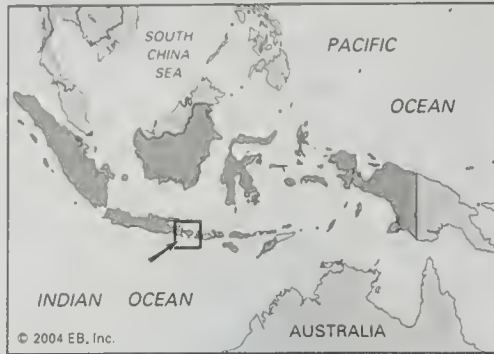 SOUTH
CHINA
SEA
PACIFIC
OCEAN
INDIAN OCEAN
AUSTRALIA
© 2004 EB, Inc.